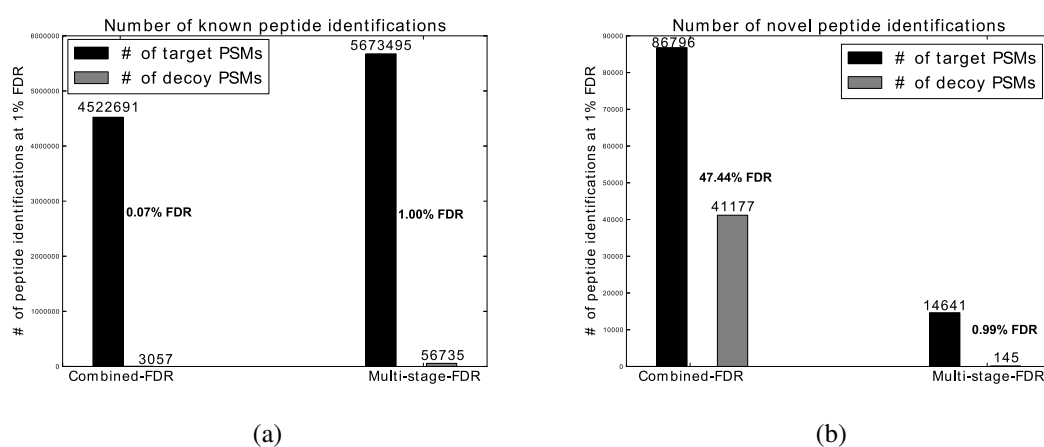 Number of known peptide identifications
# of peptide identifications at 1% FDR
6000000
5000000
4000000
3000000
2000000
1000000
0
# of target PSMs
# of decoy PSMs
4522691
0.07% FDR
3057
5673495
1.00% FDR
56735
Combined-FDR
Multi-stage-FDR
(a)
Number of novel peptide identifications
# of peptide identifications at 1% FDR
90000
80000
70000
60000
50000
40000
30000
20000
10000
0
# of target PSMs
# of decoy PSMs
86796
47.44% FDR
41177
14641
0.99% FDR
145
Combined-FDR
Multi-stage-FDR
(b)